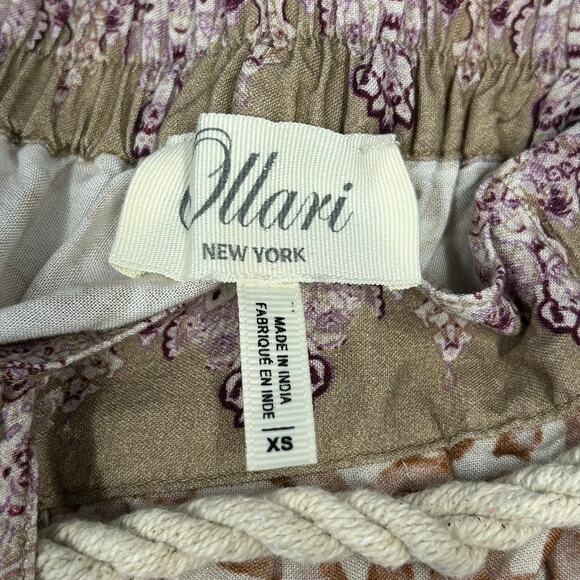 Ollari
NEW YORK
MADE IN INDIA
FABRIQUÉ EN INDE
XS